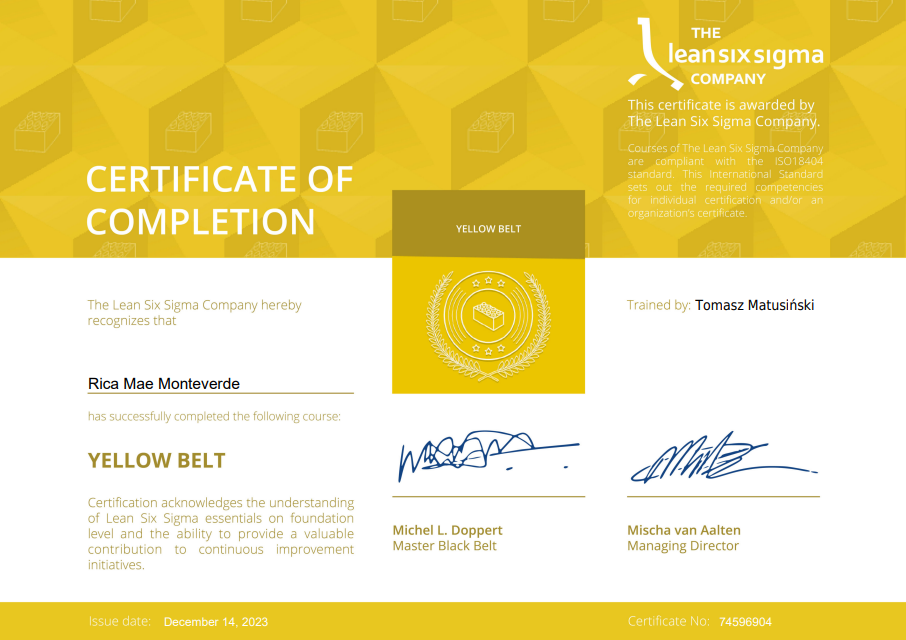 THE
leansixsigma
COMPANY
This certificate is awarded by
The Lean Six Sigma Company.
Courses of The Lean Six Sigma Company
are compliant with the ISO18404
standard. This International Standard
sets out the required competencies
for individual certification and/or an
organization's certificate.
CERTIFICATE OF
COMPLETION
YELLOW BELT
The Lean Six Sigma Company hereby
recognizes that
Trained by: Tomasz Matusiński
Rica Mae Monteverde
has successfully completed the following course:
YELLOW BELT
Certification acknowledges the understanding
of Lean Six Sigma essentials on foundation
level and the ability to provide a valuable
contribution to continuous improvement
initiatives.
Michel L. Doppert
Master Black Belt
Mischa van Aalten
Managing Director
Issue date: December 14, 2023
Certificate No: 74596904